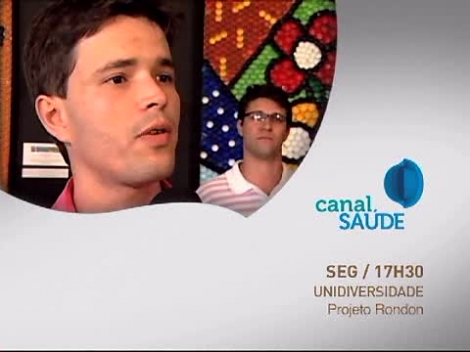 canal
SAÚDE
SEG / 17H30
UNIDIVERSIDADE
Projeto Rondon